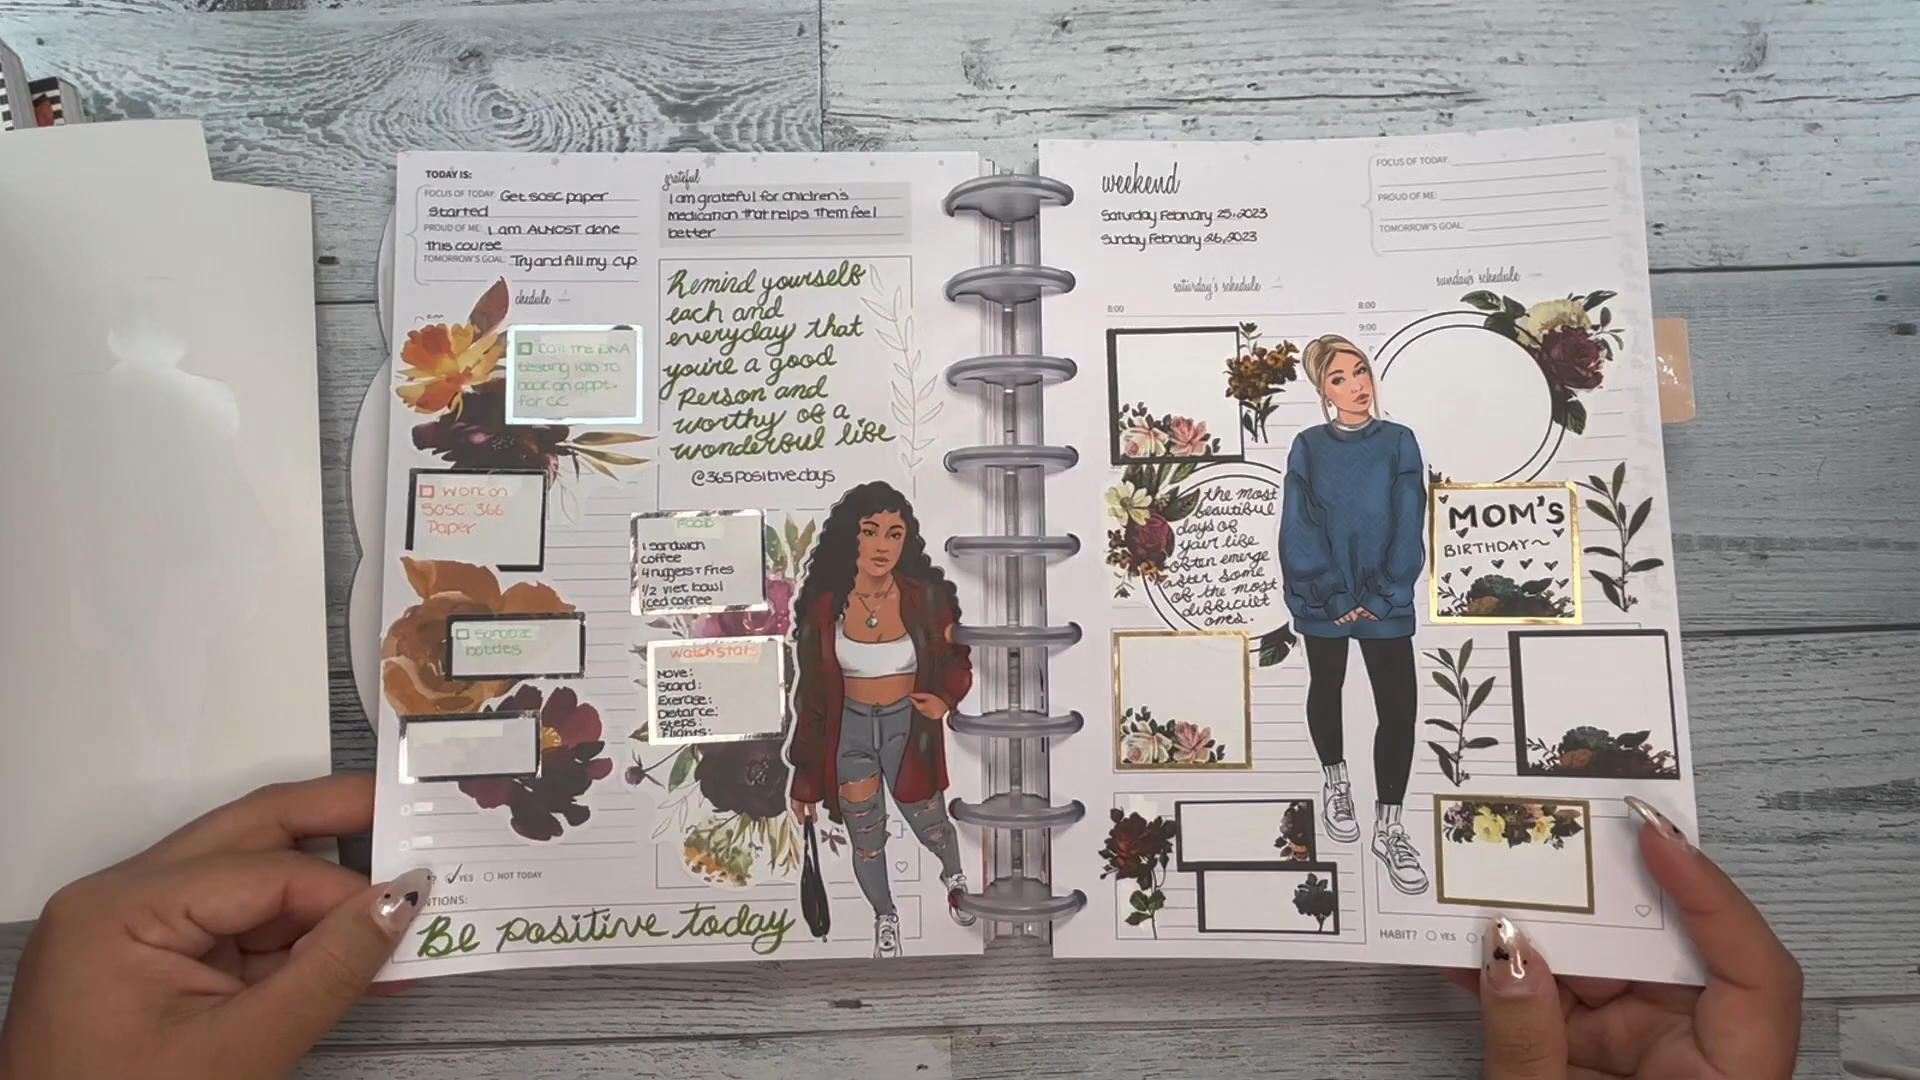 TODAY IS:
FOCUS OF TODAY: Get sosc paper
started
PROUD OF ME: I am ALMOST done
this course
TOMORROW'S GOAL: Try and fill my cup
chedule
Call the DNA
testing lab to
book an appt.
for CC
Work on
SOSC 366
Paper
Sanitize
bottles
YES NOT TODAY
NTIONS:
Be positive today
grateful
I am grateful for children's
medication that helps them feel
better
Remind yourself
each and
everyday that
you're a good
Person and
worthy of a
wonderful life
@365positivedays
FOOD
1 sandwich
coffee
4 nuggets + fries
1/2 viet bowl
Iced coffee
Watch stats
Move:
Stand:
Exercise:
Distance:
Steps:
Flights:
weekend
Saturday February 25, 2023
Sunday February 26, 2023
FOCUS OF TODAY:
PROUD OF ME:
TOMORROW'S GOAL:
saturday's schedule
8:00
sunday's schedule
8:00
9:00
the most
beautiful
days of
your life
often emerge
after some
of the most
difficult
ones.
MOM'S
BIRTHDAY~
HABIT? YES